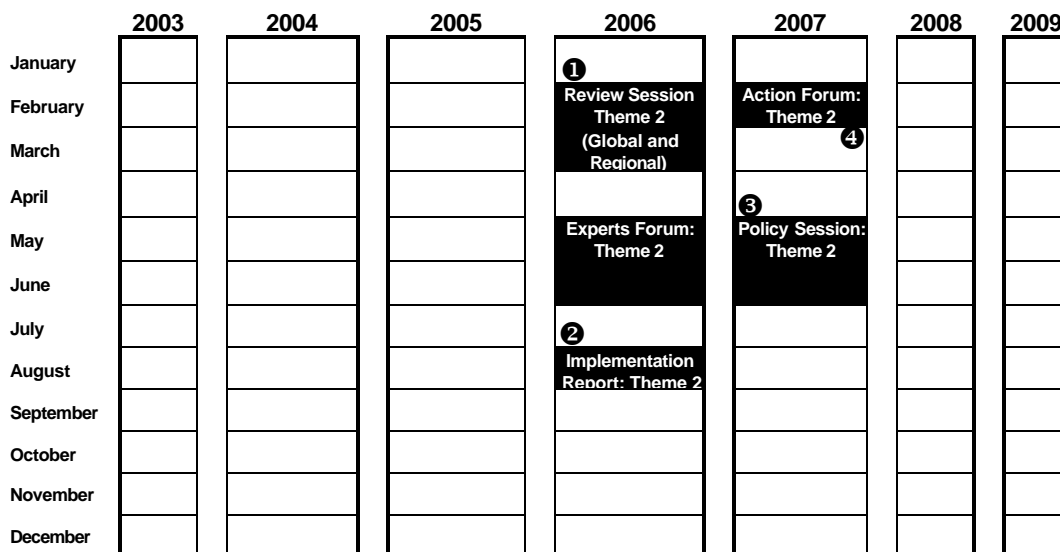 2003 2004 2005 2006 2007 2008 2009
January
❶
February
Review Session
Theme 2
Action Forum:
Theme 2
March
(Global and
Regional)
❹
April
❸
May
Experts Forum:
Theme 2
Policy Session:
Theme 2
June
July
❷
August
Implementation
Report: Theme 2
September
October
November
December